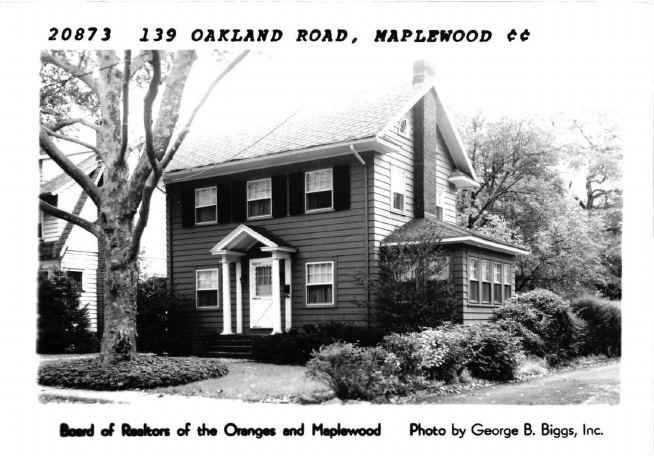 20873 139 OAKLAND ROAD, MAPLEWOOD ¢¢
Board of Realtors of the Oranges and Maplewood Photo by George B. Biggs, Inc.